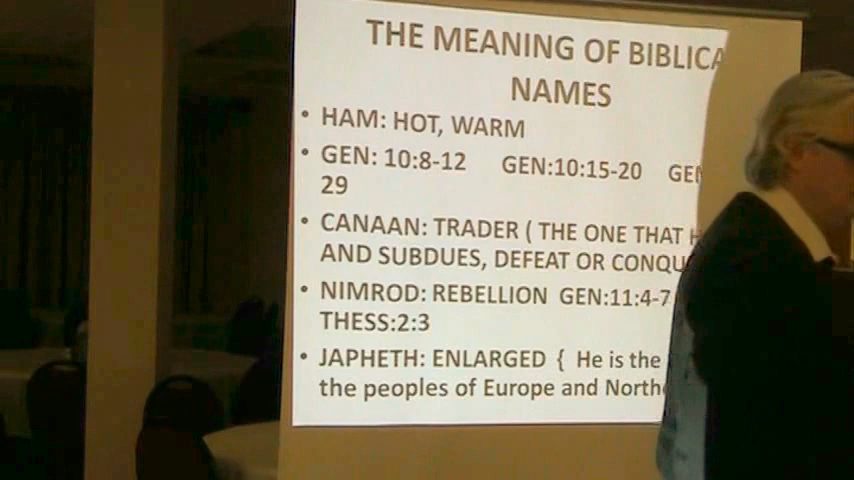 THE MEANING OF BIBLICA
NAMES
• HAM: HOT, WARM
• GEN: 10:8-12 GEN:10:15-20 GEN
29
• CANAAN: TRADER ( THE ONE THAT
AND SUBDUES, DEFEAT OR CONQU
• NIMROD: REBELLION GEN:11:4-7
THESS:2:3
• JAPHETH: ENLARGED { He is the
the peoples of Europe and North